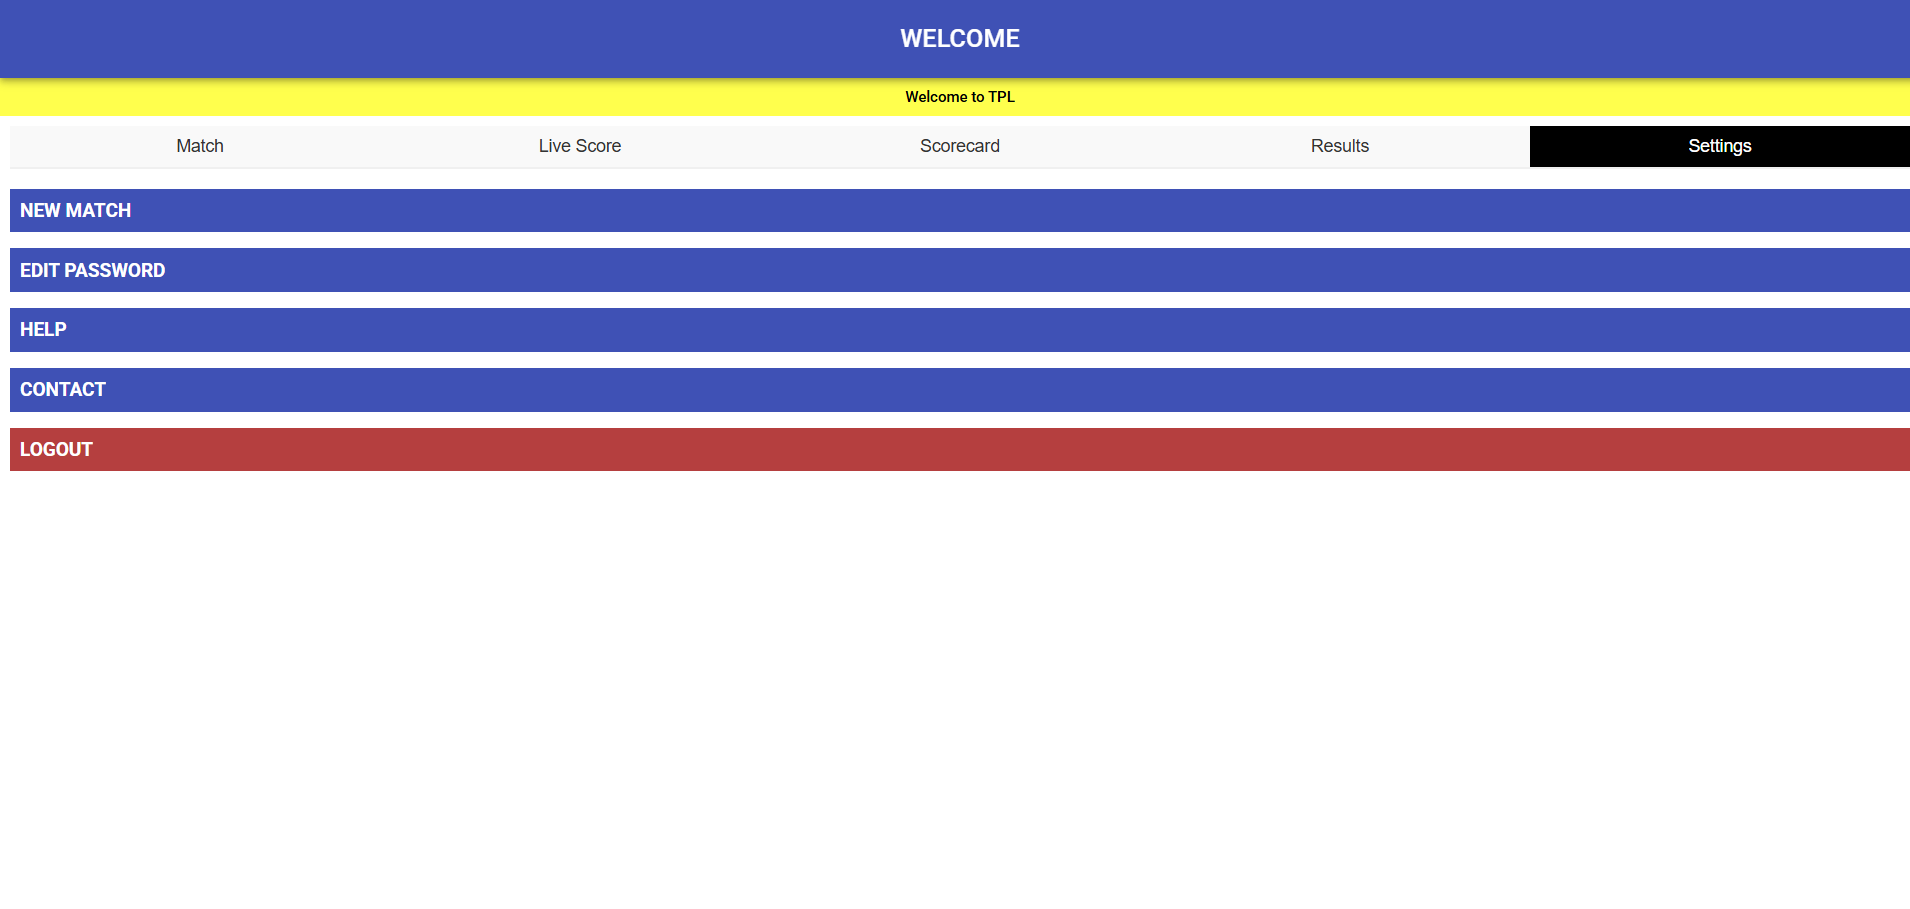 WELCOME
Welcome to TPL
Match Live Score Scorecard Results Settings
NEW MATCH
EDIT PASSWORD
HELP
CONTACT
LOGOUT